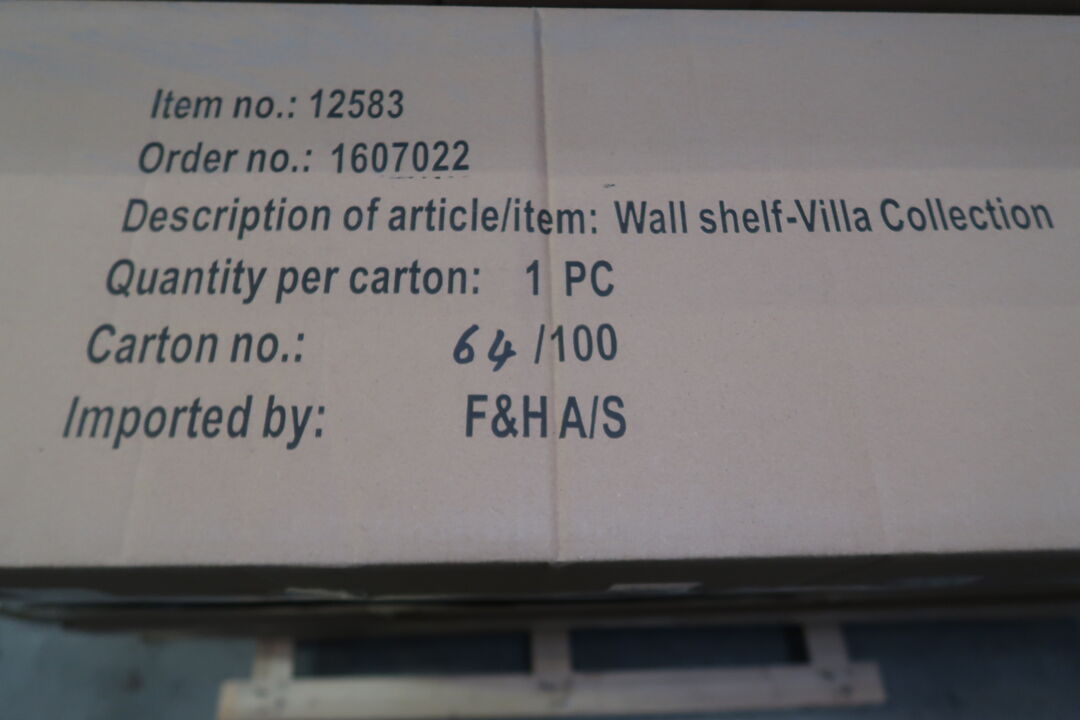 Item no.: 12583
Order no.: 1607022
Description of article/item: Wall shelf-Villa Collection
Quantity per carton: 1 PC
Carton no.: 64 /100
Imported by: F&H A/S